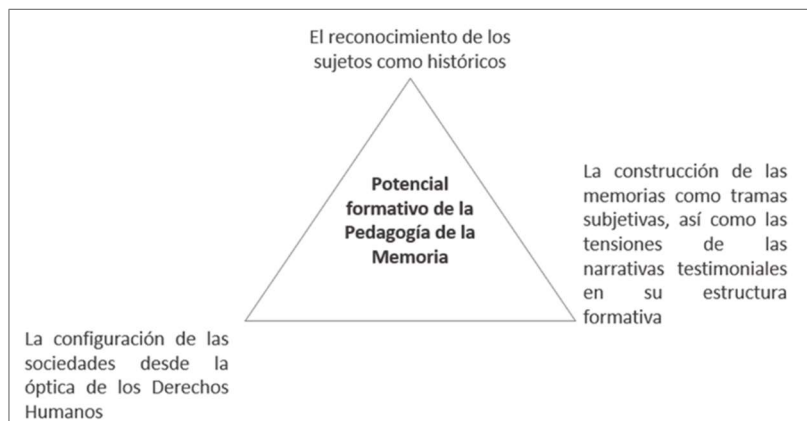 El reconocimiento de los
sujetos como históricos
Potencial
formativo de la
Pedagogía de la
Memoria
La construcción de las
memorias como tramas
subjetivas, así como las
tensiones de las
narrativas testimoniales
en su estructura
formativa
La configuración de las
sociedades desde la
óptica de los Derechos
Humanos